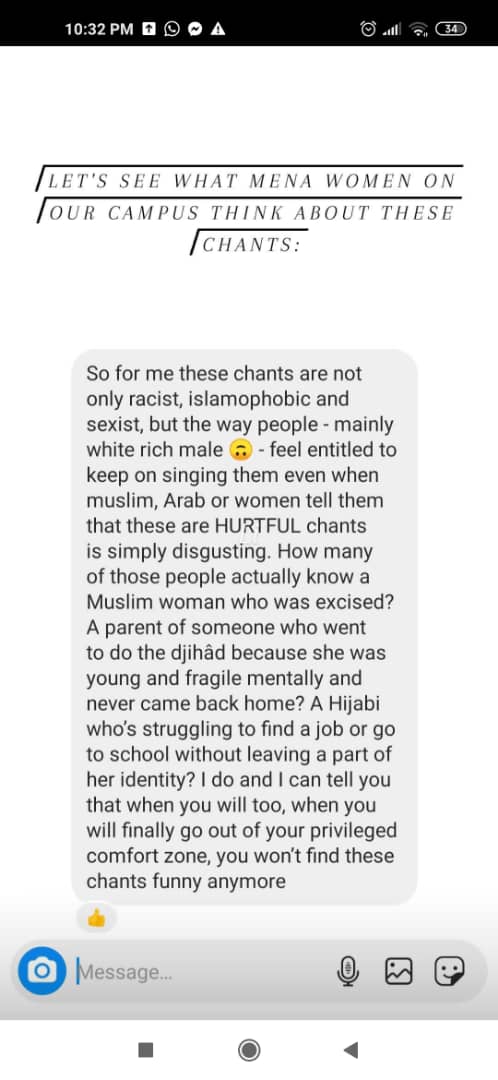 10:32 PM
34
LET'S SEE WHAT MENA WOMEN ON
OUR CAMPUS THINK ABOUT THESE
CHANTS:
So for me these chants are not
only racist, islamophobic and
sexist, but the way people - mainly
white rich male 🙃 - feel entitled to
keep on singing them even when
muslim, Arab or women tell them
that these are HURTFUL chants
is simply disgusting. How many
of those people actually know a
Muslim woman who was excised?
A parent of someone who went
to do the djihâd because she was
young and fragile mentally and
never came back home? A Hijabi
who's struggling to find a job or go
to school without leaving a part of
her identity? I do and I can tell you
that when you will too, when you
will finally go out of your privileged
comfort zone, you won't find these
chants funny anymore
👍
Message...